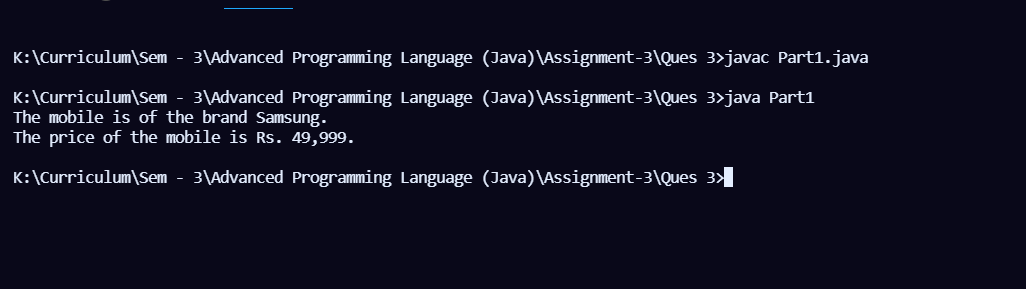 K:\Curriculum\Sem - 3\Advanced Programming Language (Java)\Assignment-3\Ques 3>javac Part1.java
K:\Curriculum\Sem - 3\Advanced Programming Language (Java)\Assignment-3\Ques 3>java Part1
The mobile is of the brand Samsung.
The price of the mobile is Rs. 49,999.
K:\Curriculum\Sem - 3\Advanced Programming Language (Java)\Assignment-3\Ques 3>